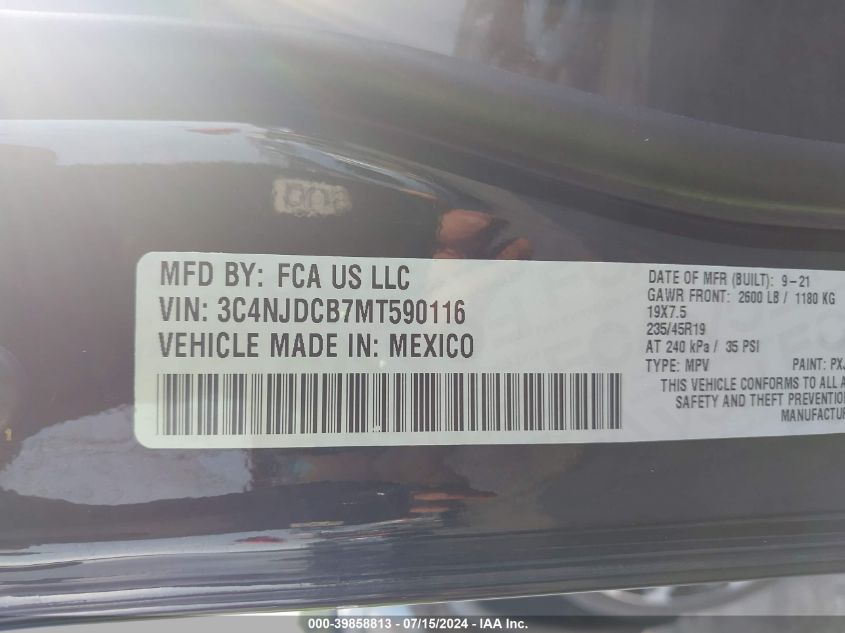 MFD BY: FCA US LLC
VIN: 3C4NJDCB7MT590116
VEHICLE MADE IN: MEXICO
DATE OF MFR (BUILT): 9-21
GAWR FRONT: 2600 LB / 1180 KG
19X7.5
235/45R19
AT 240 kPa / 35 PSI
TYPE: MPV PAINT: PXJ
THIS VEHICLE CONFORMS TO ALL A
SAFETY AND THEFT PREVENTION
MANUFACTUR
000-39858813 - 07/15/2024 - IAA Inc.